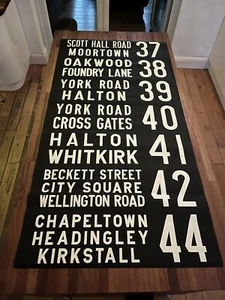 SCOTT HALL ROAD
MOORTOWN 37
OAKWOOD
FOUNDRY LANE 38
YORK ROAD
HALTON 39
YORK ROAD
CROSS GATES 40
HALTON
WHITKIRK 41
BECKETT STREET
CITY SQUARE
WELLINGTON ROAD 42
CHAPELTOWN
HEADINGLEY
KIRKSTALL 44